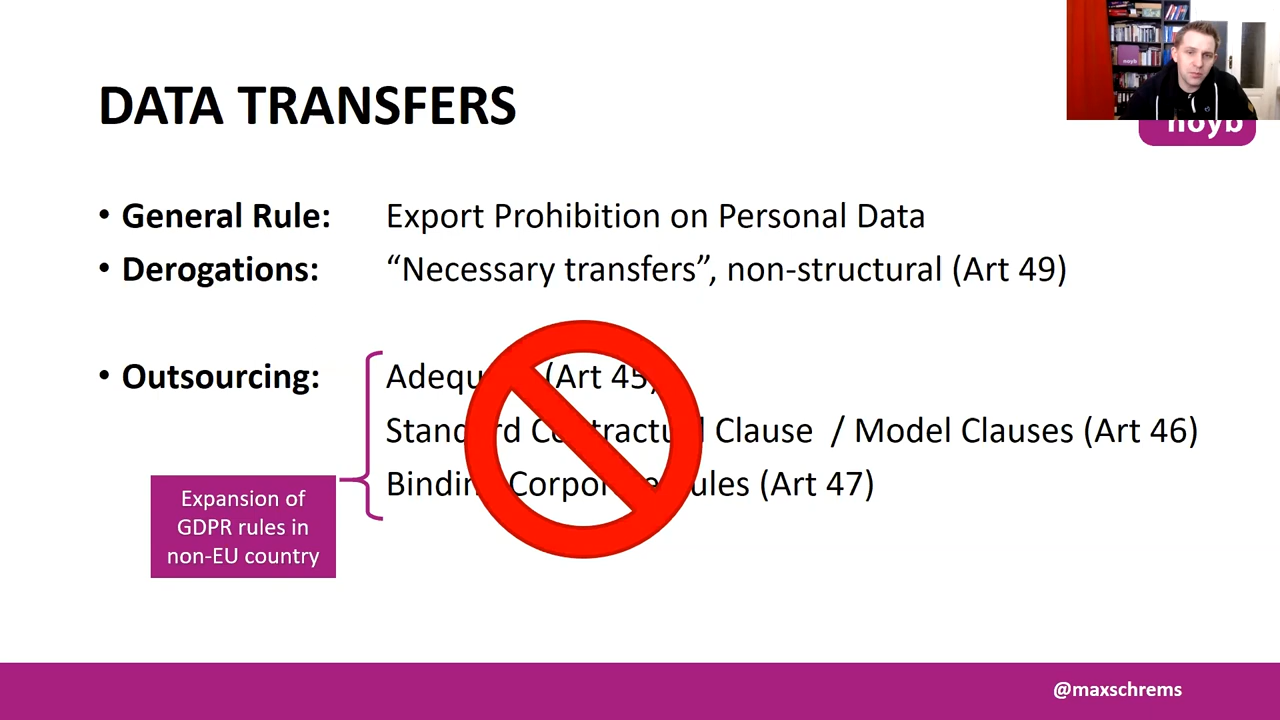 noyb
noyb
DATA TRANSFERS
• General Rule: Export Prohibition on Personal Data
• Derogations: “Necessary transfers”, non-structural (Art 49)
• Outsourcing: Adequ (Art 45)
Standard Contractual Clause / Model Clauses (Art 46)
Binding Corporate Rules (Art 47)
Expansion of
GDPR rules in
non-EU country
@maxschrems